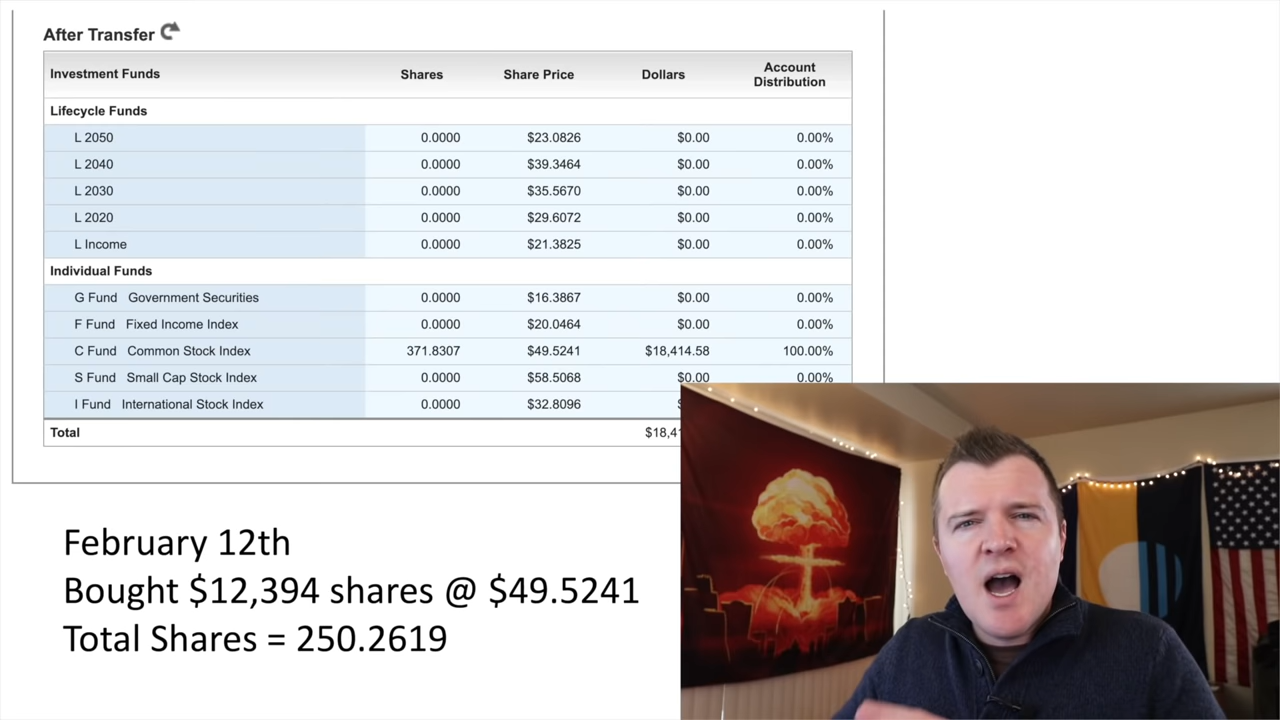 After Transfer
Investment Funds Shares Share Price Dollars Account Distribution
Lifecycle Funds
L 2050 0.0000 $23.0826 $0.00 0.00%
L 2040 0.0000 $39.3464 $0.00 0.00%
L 2030 0.0000 $35.5670 $0.00 0.00%
L 2020 0.0000 $29.6072 $0.00 0.00%
L Income 0.0000 $21.3825 $0.00 0.00%
Individual Funds
G Fund Government Securities 0.0000 $16.3867 $0.00 0.00%
F Fund Fixed Income Index 0.0000 $20.0464 $0.00 0.00%
C Fund Common Stock Index 371.8307 $49.5241 $18,414.58 100.00%
S Fund Small Cap Stock Index 0.0000 $58.5068 $0.00 0.00%
I Fund International Stock Index 0.0000 $32.8096
Total
February 12th
Bought $12,394 shares @ $49.5241
Total Shares = 250.2619